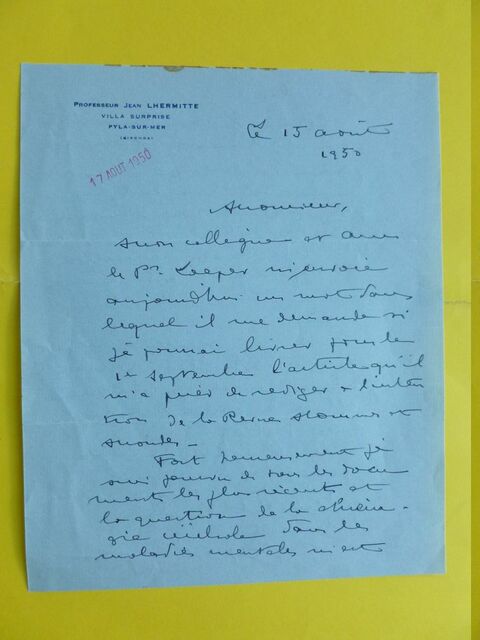 PROFESSEUR JEAN LHERMITTE
VILLA SURPRISE
PYLA-SUR-MER
(GIRONDE)
17 AOUT 1950
le 15 août
1950
Monsieur,
mon collègue et ami
le Pr. Loeper m'envoie
aujourd'hui un mot dans
lequel il me demande si
je pourrai livrer pour le
1er septembre l'article qu'il
m'a prié de rediger à l'inten
tion de la Revue Hommes et
Mondes -
Fort heureusement je
suis pourvu de tous les docu
ments les plus récents et
la question de la chirur-
gie dans les
maladies mentales m'est